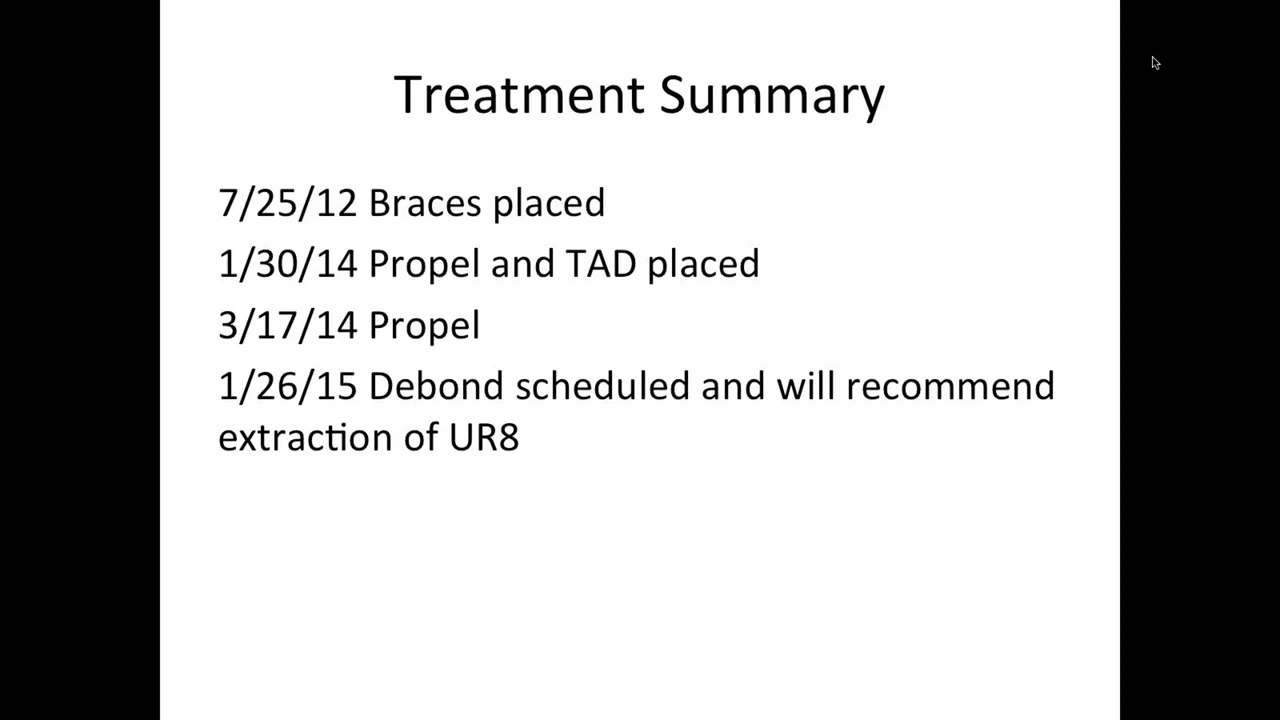 Treatment Summary
7/25/12 Braces placed
1/30/14 Propel and TAD placed
3/17/14 Propel
1/26/15 Debond scheduled and will recommend
extraction of UR8